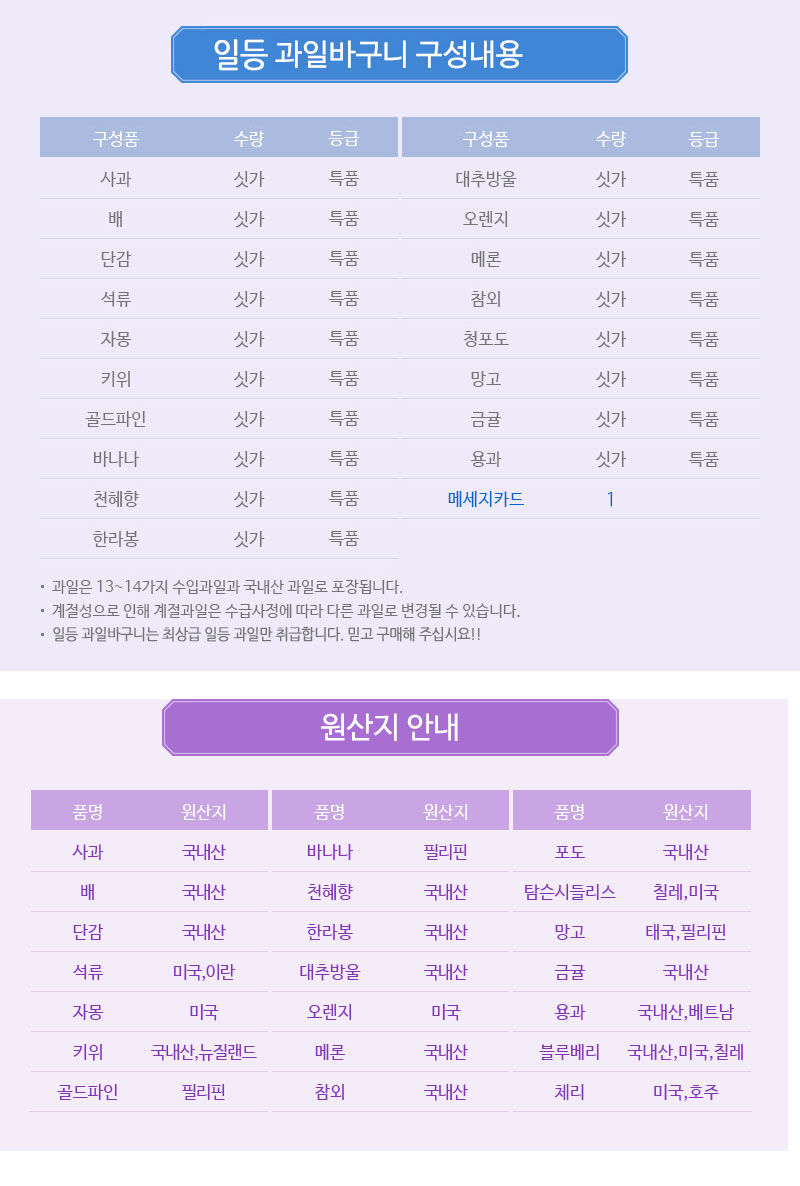 일등 과일바구니 구성내용
구성품 수량 등급 구성품 수량 등급
사과 싯가 특품 대추방울 싯가 특품
배 싯가 특품 오렌지 싯가 특품
단감 싯가 특품 메론 싯가 특품
석류 싯가 특품 참외 싯가 특품
자몽 싯가 특품 청포도 싯가 특품
키위 싯가 특품 망고 싯가 특품
골드파인 싯가 특품 금귤 싯가 특품
바나나 싯가 특품 용과 싯가 특품
천혜향 싯가 특품 메세지카드 1
한라봉 싯가 특품
· 과일은 13~14가지 수입과일과 국내산 과일로 포장됩니다.
· 계절성으로 인해 계절과일은 수급사정에 따라 다른 과일로 변경될 수 있습니다.
· 일등 과일바구니는 최상급 일등 과일만 취급합니다. 믿고 구매해 주십시요!!
원산지 안내
품명 원산지 품명 원산지 품명 원산지
사과 국내산 바나나 필리핀 포도 국내산
배 국내산 천혜향 국내산 탐슨시들리스 칠레,미국
단감 국내산 한라봉 국내산 망고 태국,필리핀
석류 미국,이란 대추방울 국내산 금귤 국내산
자몽 미국 오렌지 미국 용과 국내산,베트남
키위 국내산,뉴질랜드 메론 국내산 블루베리 국내산,미국,칠레
골드파인 필리핀 참외 국내산 체리 미국,호주